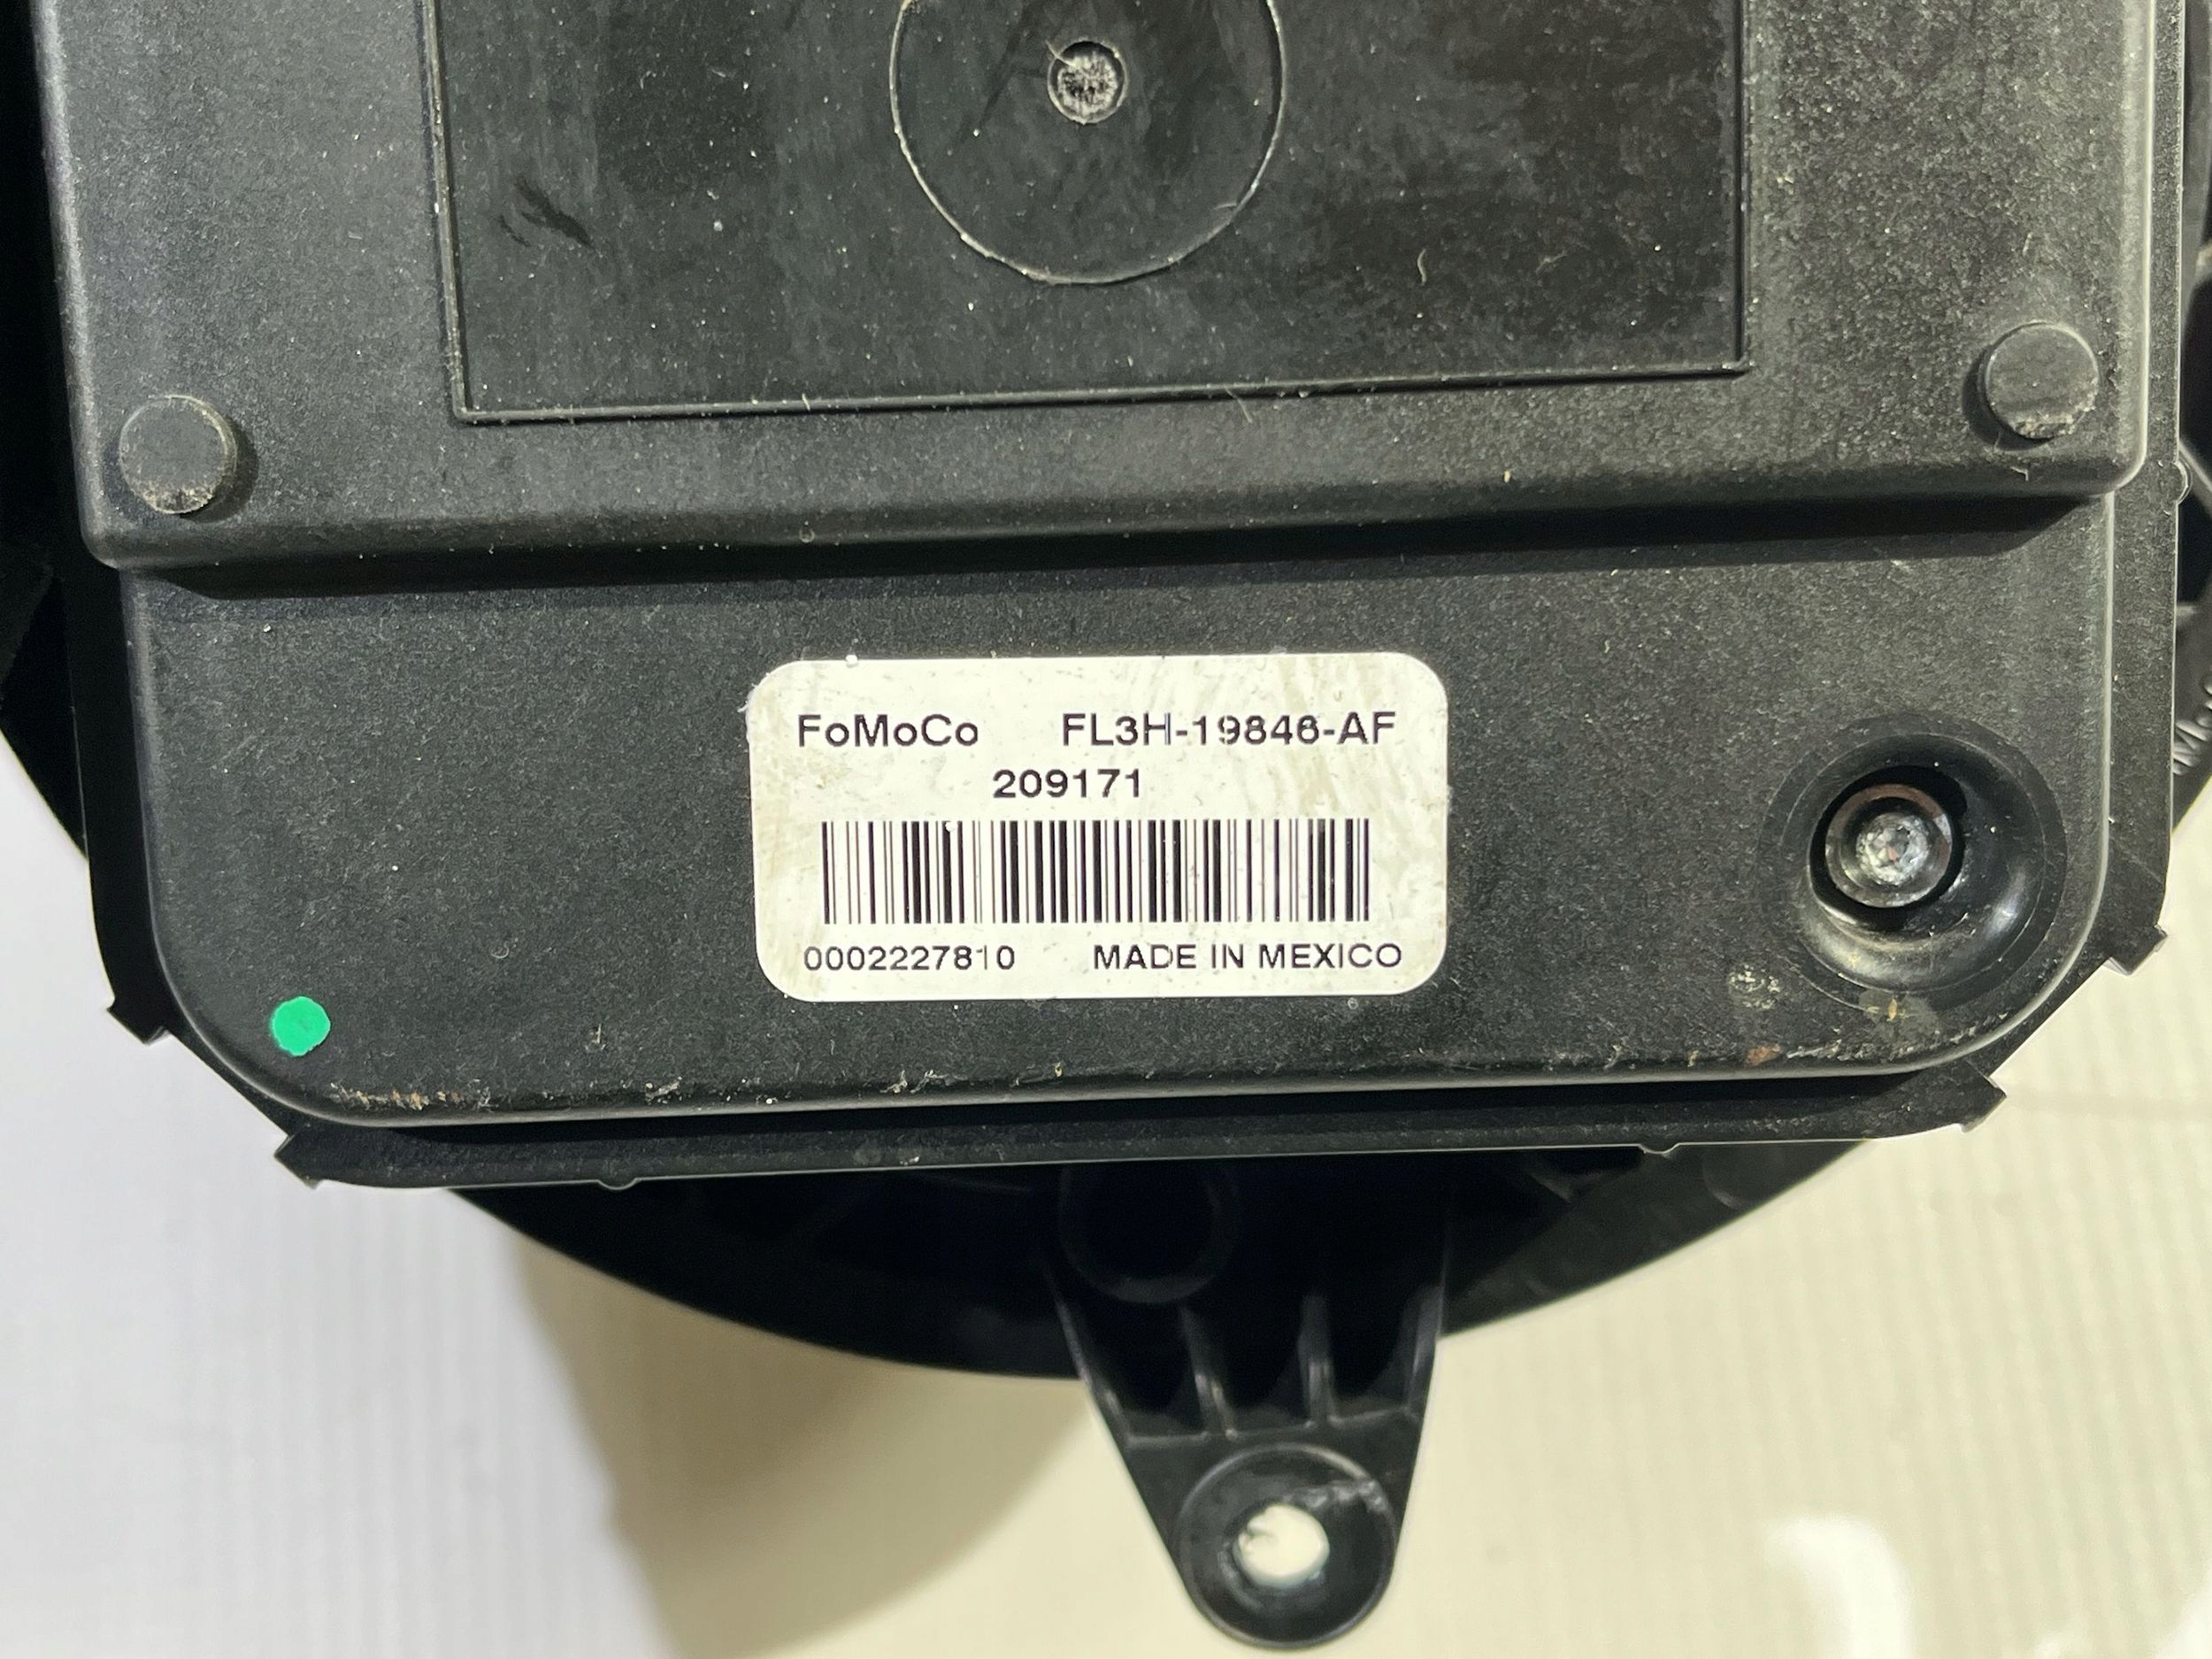 FoMoCo FL3H-19846-AF
209171
0002227810 MADE IN MEXICO